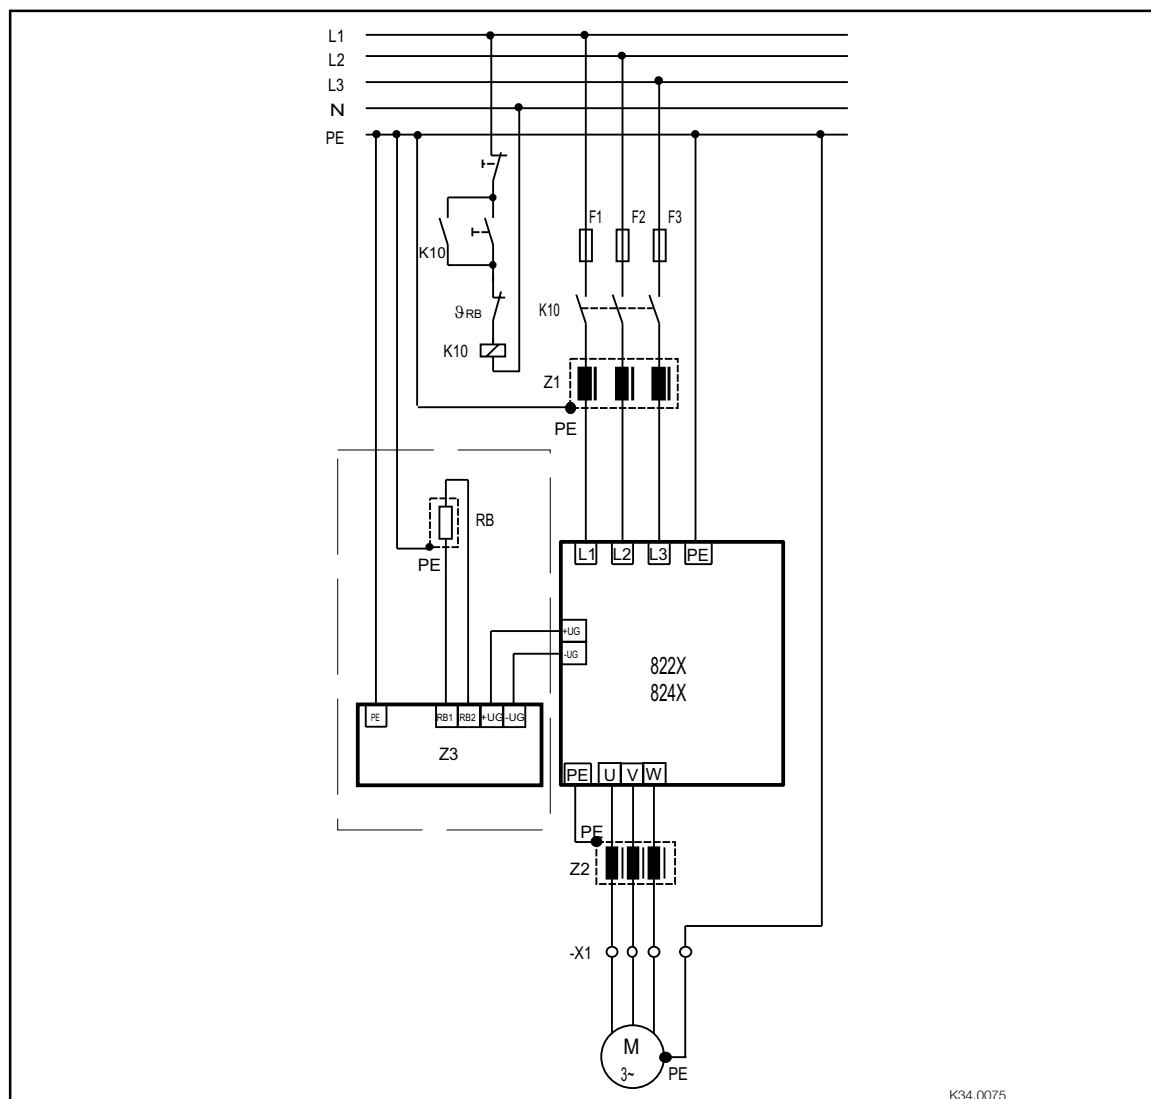 L1
L2
L3
N
PE
F1 F2 F3
K10
K10
ϑRB
K10
Z1
PE
RB
PE
L1 L2 L3 PE
+UG
-UG
822X
824X
PE RB1 RB2 +UG -UG
Z3
PE U V W
PE
Z2
-X1
M
3~
PE
K34.0075